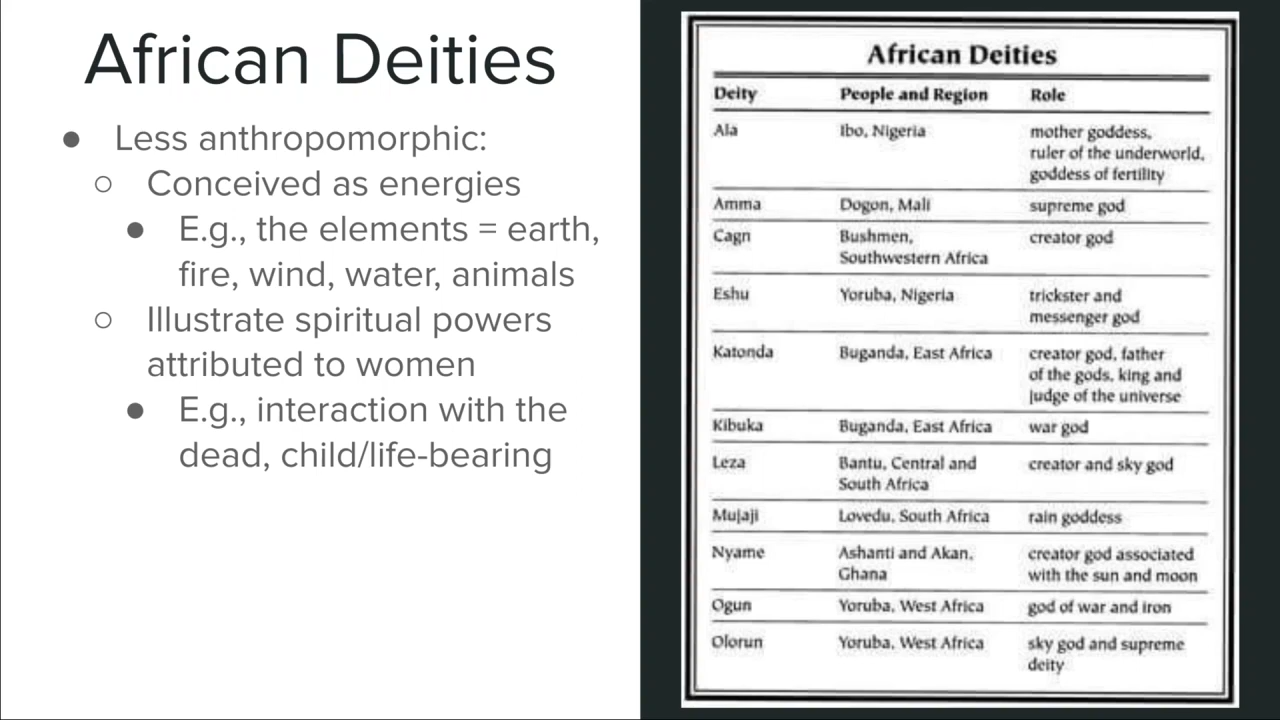 African Deities
● Less anthropomorphic:
○ Conceived as energies
● E.g., the elements = earth,
fire, wind, water, animals
○ Illustrate spiritual powers
attributed to women
● E.g., interaction with the
dead, child/life-bearing
African Deities
Deity People and Region Role
Ala Ibo, Nigeria mother goddess,
ruler of the underworld,
goddess of fertility
Amma Dogon, Mali supreme god
Cagn Bushmen, creator god
Southwestern Africa
Eshu Yoruba, Nigeria trickster and
messenger god
Katonda Buganda, East Africa creator god, father
of the gods, king and
judge of the universe
Kibuka Buganda, East Africa war god
Leza Bantu, Central and creator and sky god
South Africa
Mujaji Lovedu, South Africa rain goddess
Nyame Ashanti and Akan, creator god associated
Ghana with the sun and moon
Ogun Yoruba, West Africa god of war and iron
Olorun Yoruba, West Africa sky god and supreme
deity